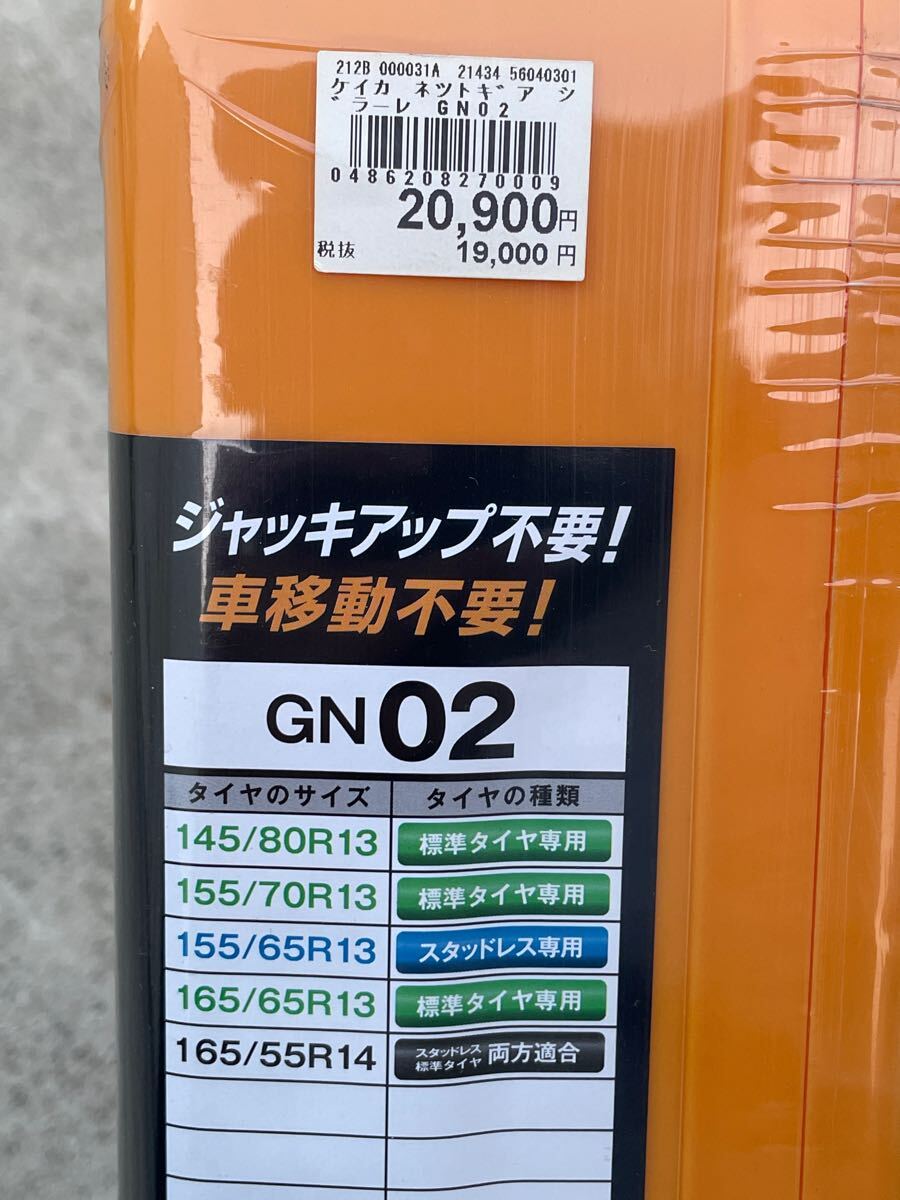 212B 000031A 21434 56040301
ケイカ ネツトギア シ
゛ラーレ GN02
0486208270009
20,900円
税抜 19,000円
ジャッキアップ不要!
車移動不要!
GN02
タイヤのサイズ タイヤの種類
145/80R13 標準タイヤ専用
155/70R13 標準タイヤ専用
155/65R13 スタッドレス専用
165/65R13 標準タイヤ専用
165/55R14 スタッドレス標準タイヤ 両方適合